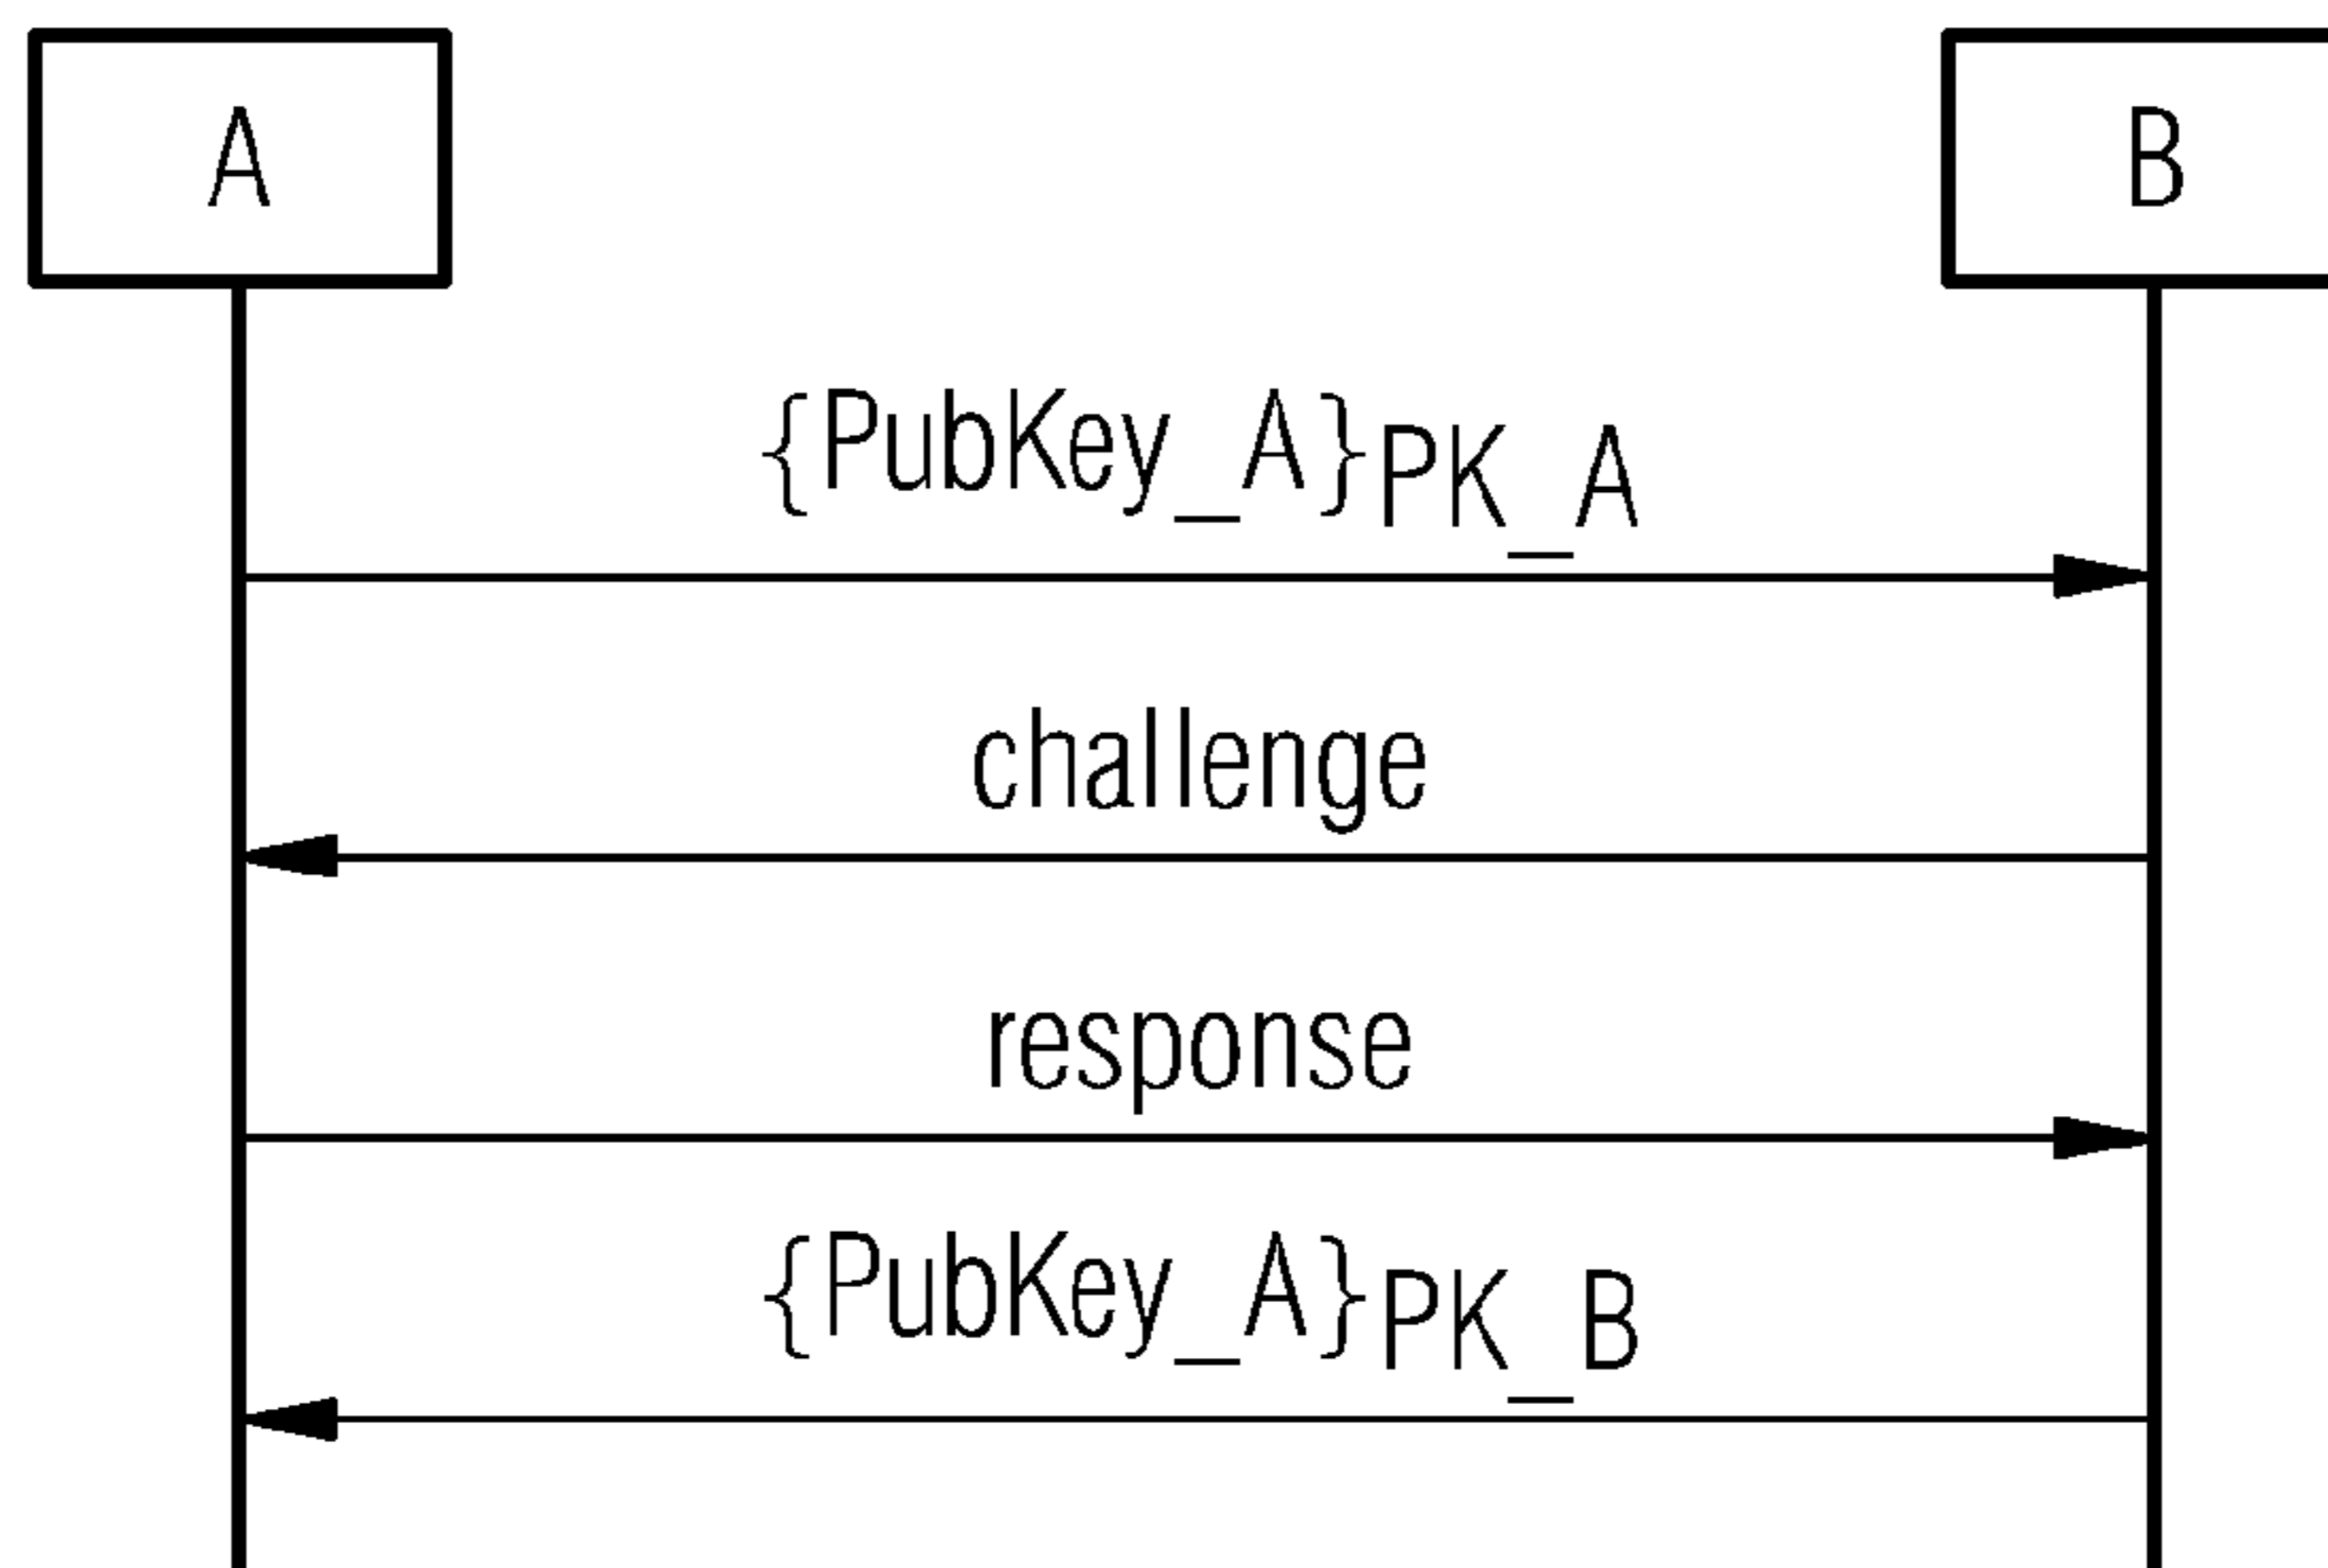 A B
{PubKey_A}PK_A
challenge
response
{PubKey_A}PK_B